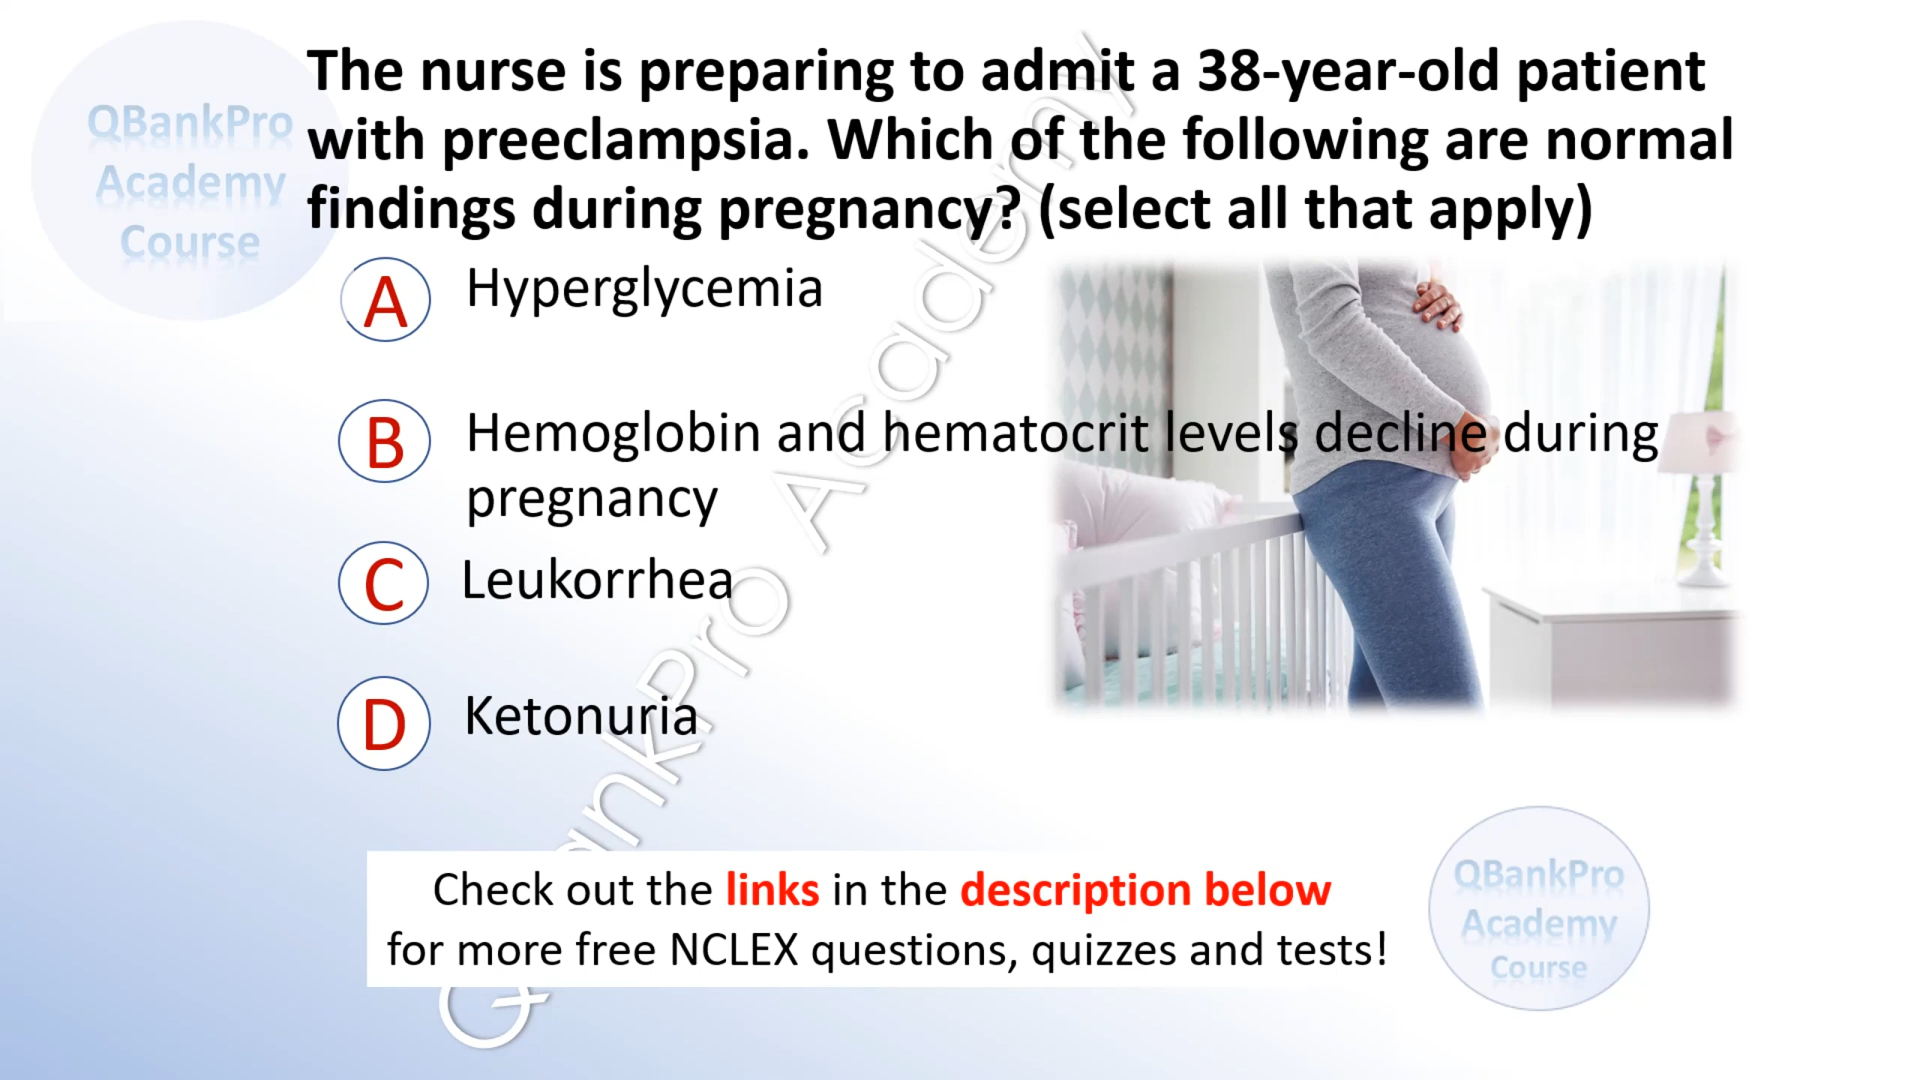 QBankPro
Academy
Course
The nurse is preparing to admit a 38-year-old patient
with preeclampsia. Which of the following are normal
findings during pregnancy? (select all that apply)
A Hyperglycemia
B Hemoglobin and hematocrit levels decline during
pregnancy
C Leukorrhea
D Ketonuria
QBankPro Academy
Check out the links in the description below
for more free NCLEX questions, quizzes and tests!
QBankPro
Academy
Course